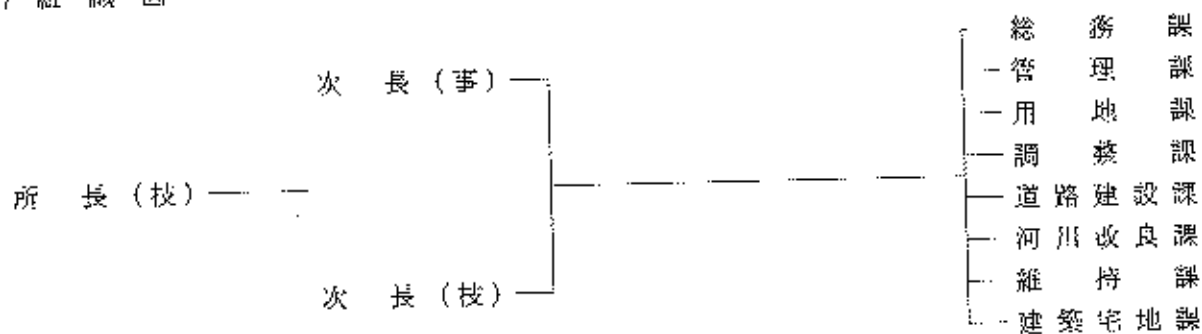 組織図
総務課
次長(事)
管理課
用地課
調整課
所長(技)
道路建設課
河川改良課
次長(技)
維持課
建築宅地課